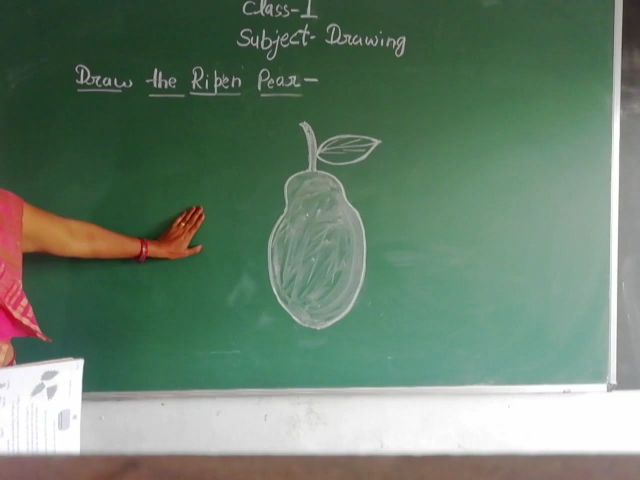 Class-I
Subject- Drawing
Draw the Ripen Pear-